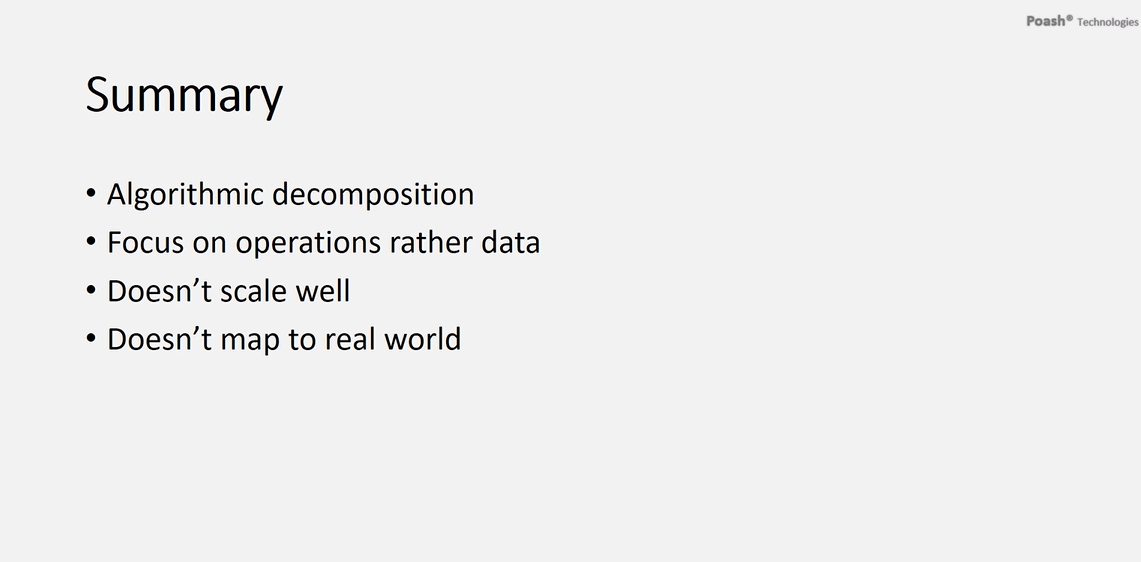 Poash® Technologies
Summary
• Algorithmic decomposition
• Focus on operations rather data
• Doesn’t scale well
• Doesn’t map to real world